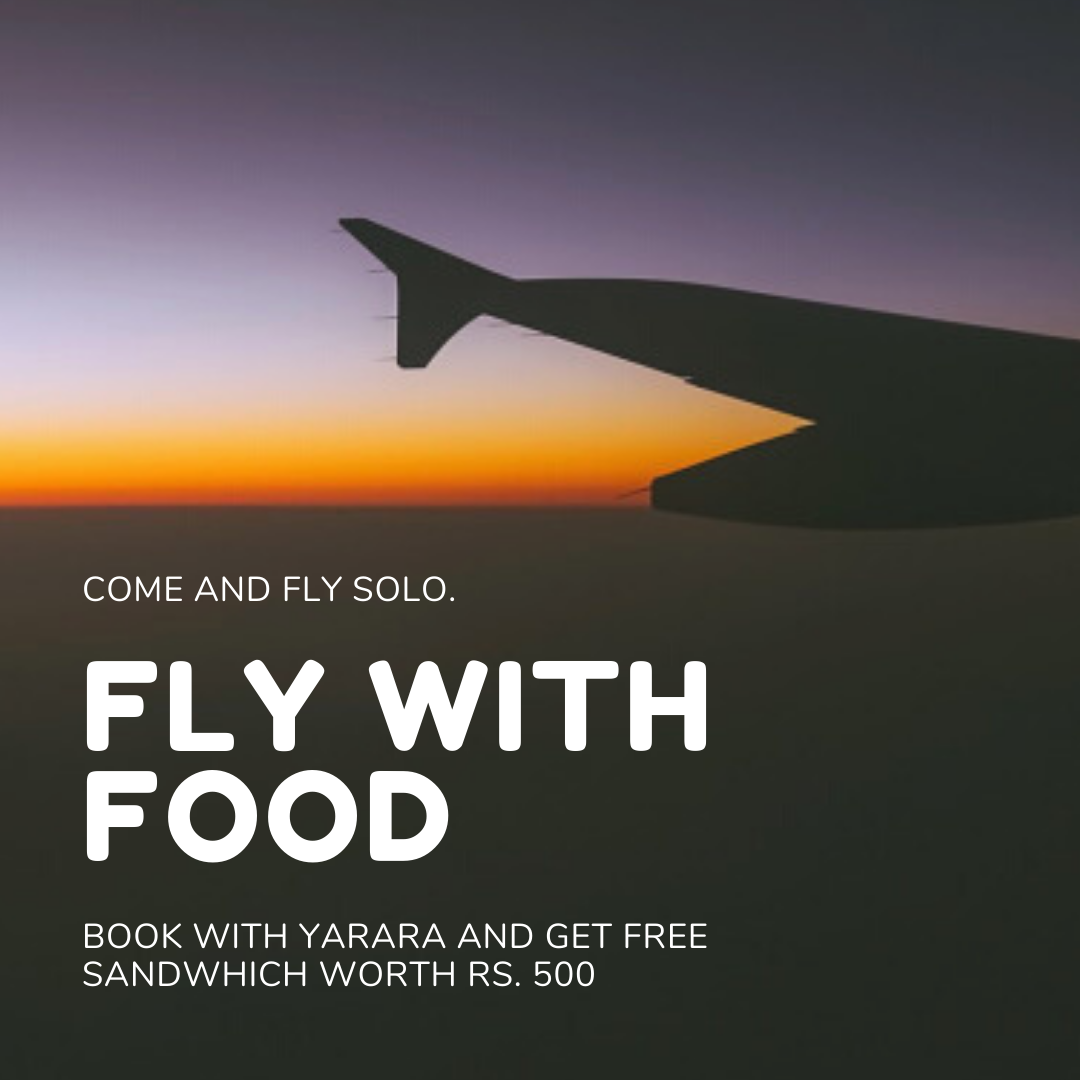 COME AND FLY SOLO.
FLY WITH
FOOD
BOOK WITH YARARA AND GET FREE
SANDWHICH WORTH RS. 500